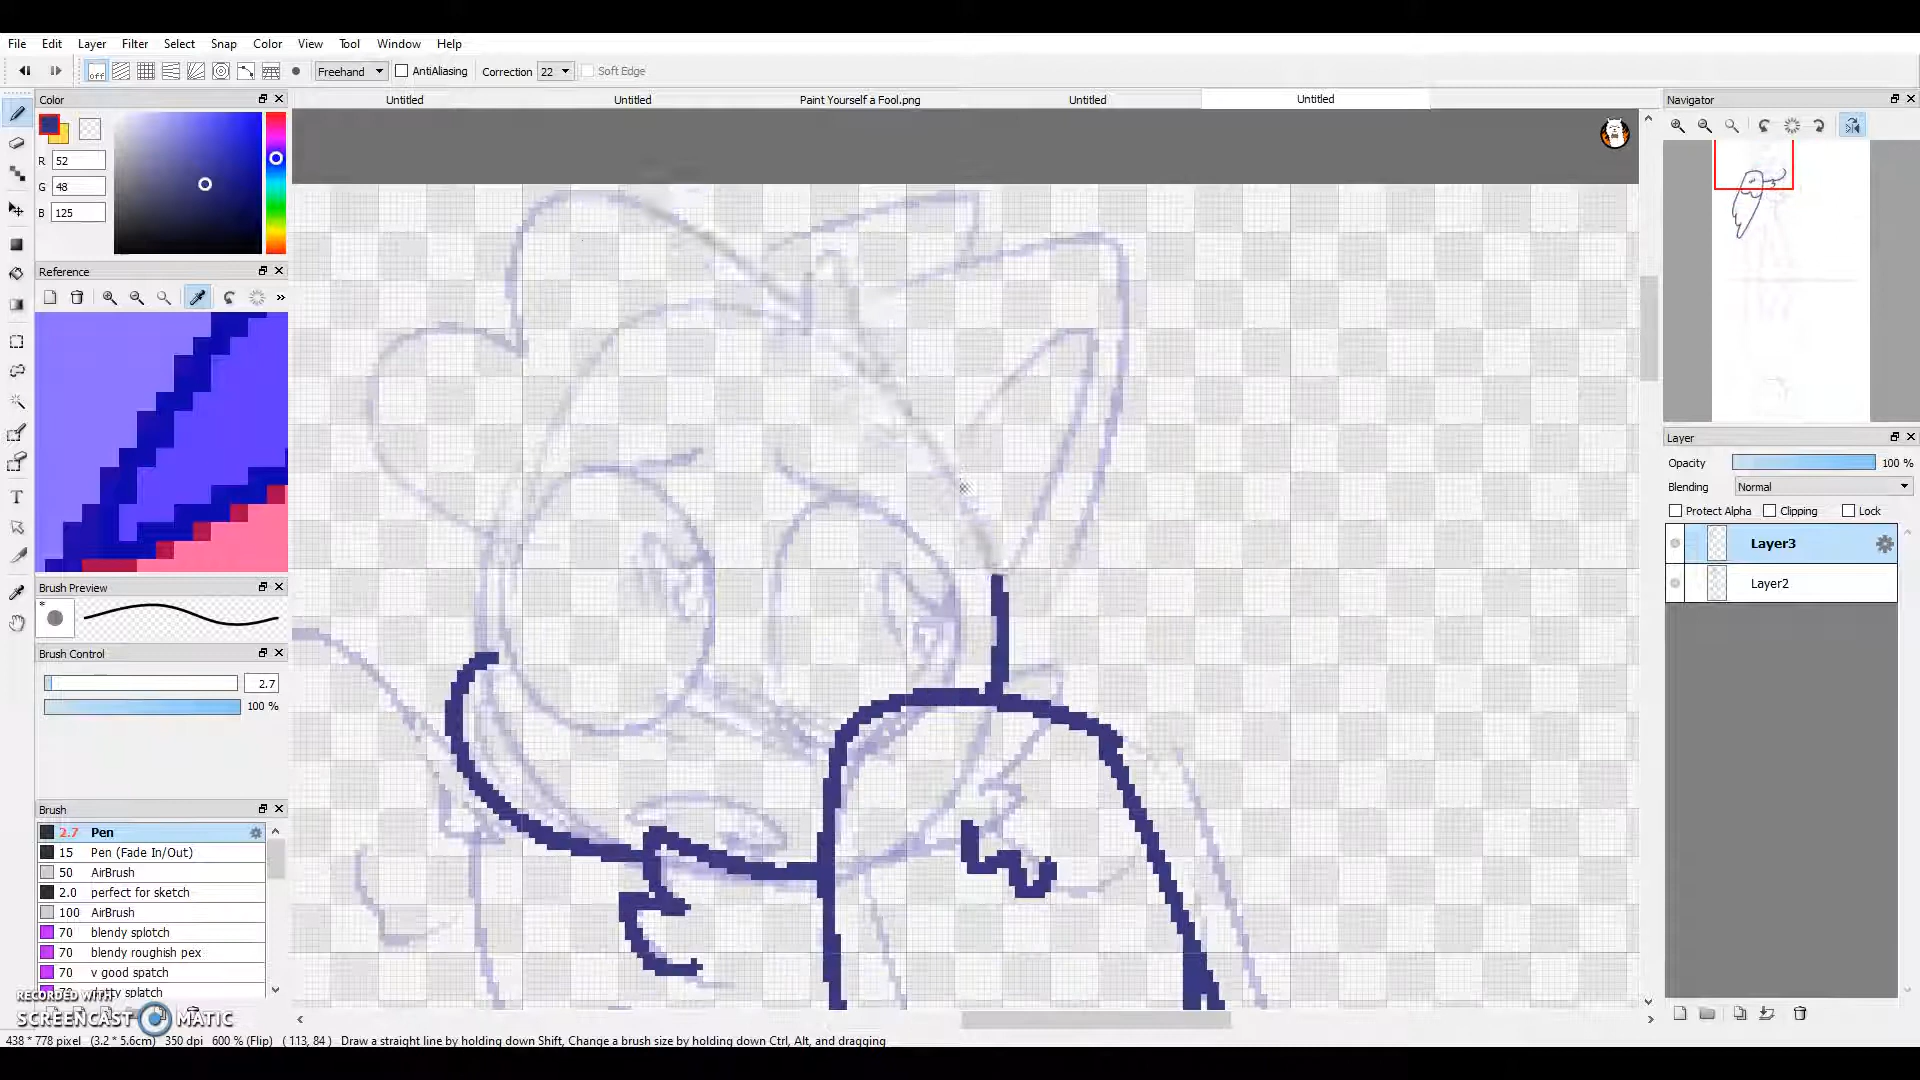 File Edit Layer Filter Select Snap Color View Tool Window Help
off Freehand AntiAliasing Correction 22 Soft Edge
Color
Untitled Untitled Paint Yourself a Fool.png Untitled Untitled
Navigator
R 52
G 48
B 125
Reference
»
Brush Preview
*
Brush Control
2.7
100 %
Brush
2.7 Pen
15 Pen (Fade In/Out)
50 AirBrush
2.0 perfect for sketch
100 AirBrush
70 blendy splotch
70 blendy roughish pex
70 v good spatch
splatch
Layer
Opacity 100 %
Blending Normal
Protect Alpha Clipping Lock
Layer3
Layer2
RECORDED WITH
SCREENCAST MATIC
438 * 778 pixel (3.2 * 5.6cm) 350 dpi 600 % (Flip) ( 113, 84 ) Draw a straight line by holding down Shift, Change a brush size by holding down Ctrl, Alt, and dragging